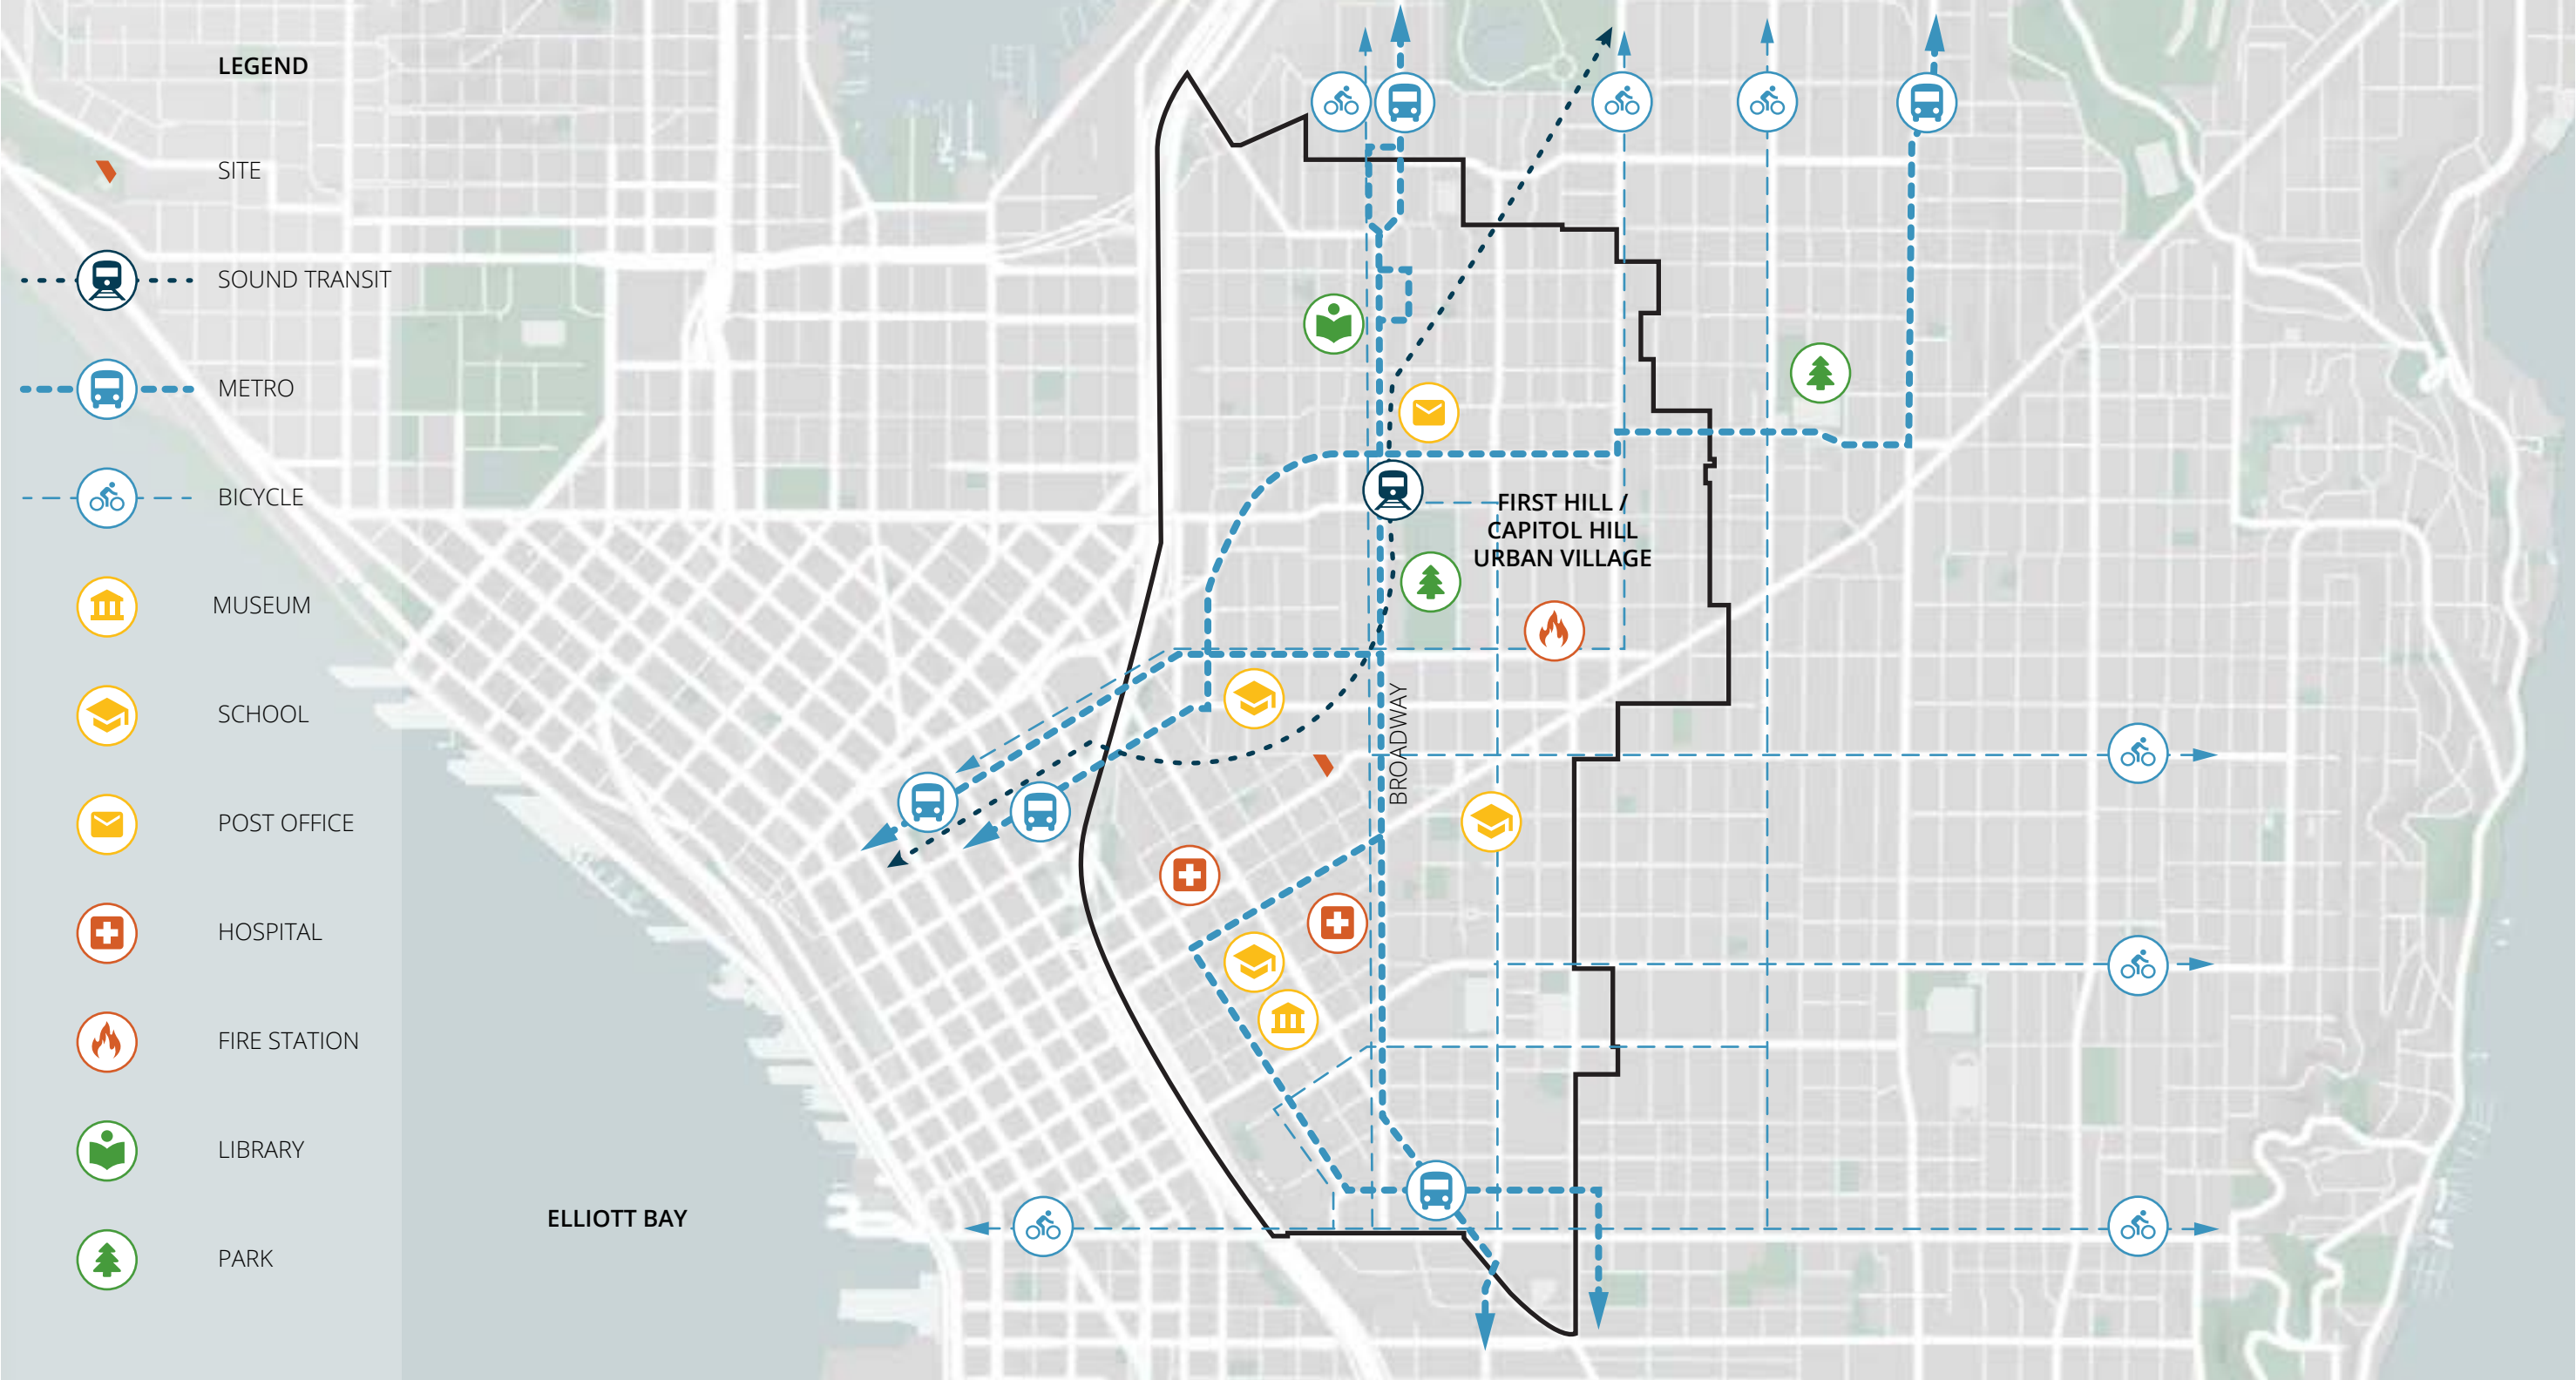 LEGEND
SITE
SOUND TRANSIT
METRO
BICYCLE
MUSEUM
SCHOOL
POST OFFICE
HOSPITAL
FIRE STATION
LIBRARY
PARK
FIRST HILL /
CAPITOL HILL
URBAN VILLAGE
BROADWAY
ELLIOTT BAY